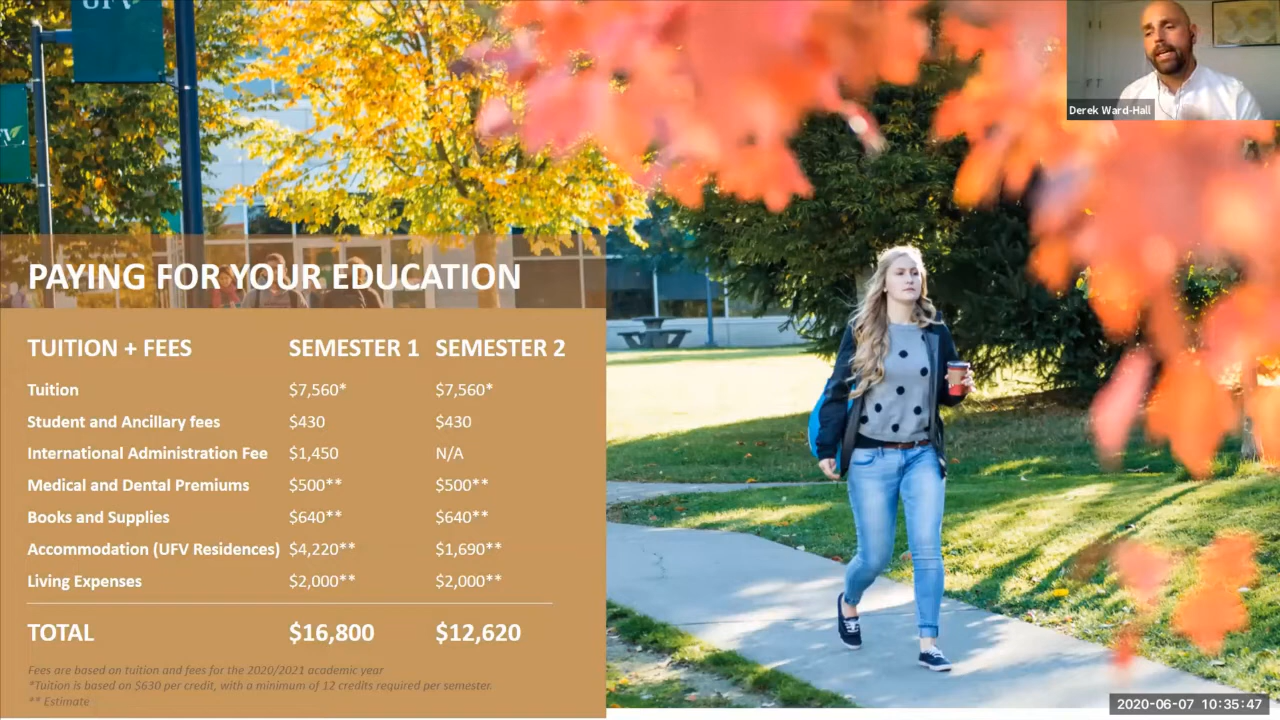 UFV
Derek Ward-Hall
PAYING FOR YOUR EDUCATION
TUITION + FEES SEMESTER 1 SEMESTER 2
Tuition $7,560* $7,560*
Student and Ancillary fees $430 $430
International Administration Fee $1,450 N/A
Medical and Dental Premiums $500** $500**
Books and Supplies $640** $640**
Accommodation (UFV Residences) $4,220** $1,690**
Living Expenses $2,000** $2,000**
TOTAL $16,800 $12,620
Fees are based on tuition and fees for the 2020/2021 academic year
*Tuition is based on $630 per credit, with a minimum of 12 credits required per semester.
** Estimate
2020-06-07 10:35:47